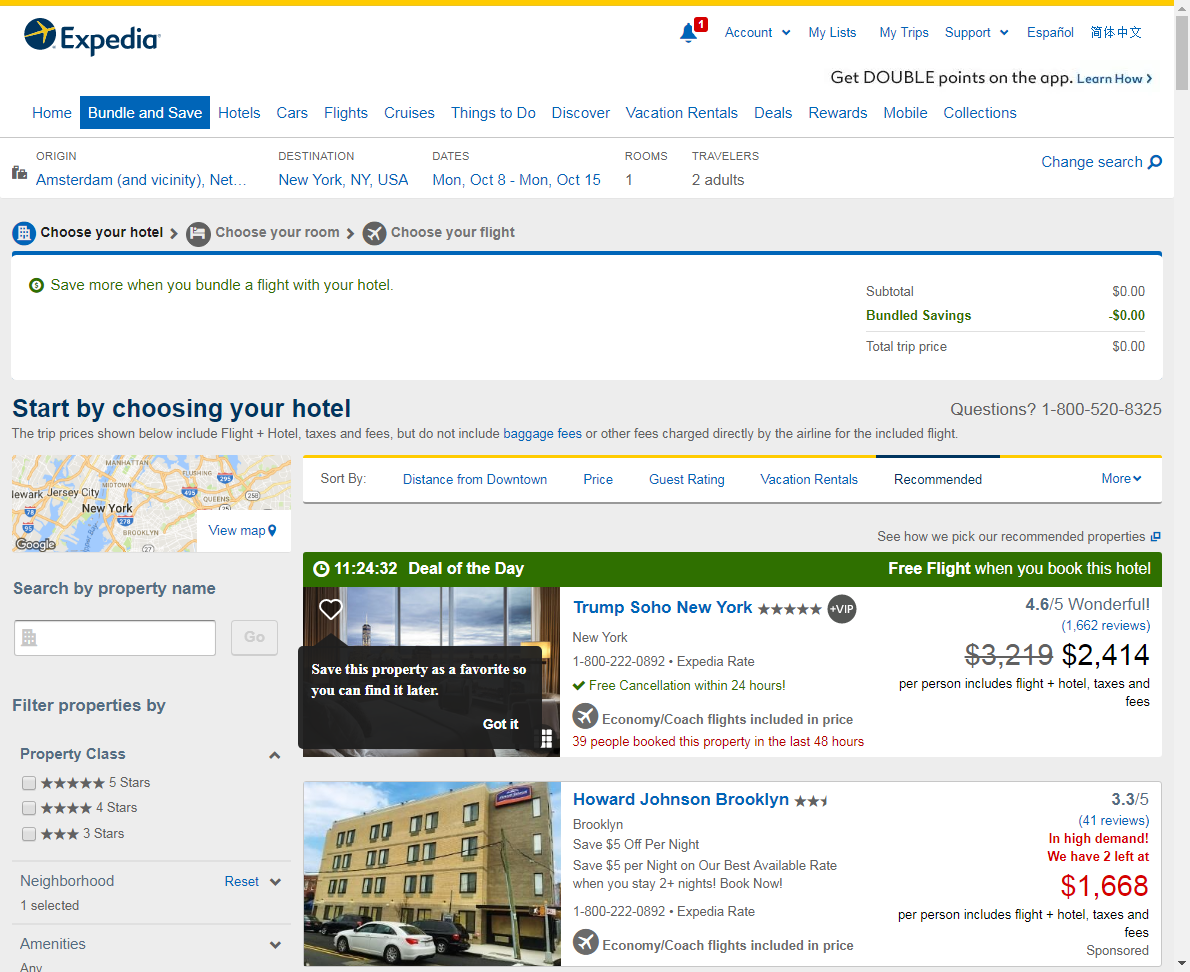 Expedia
1
Account
My Lists
My Trips
Support
Español
简体中文
Get DOUBLE points on the app. Learn How
Home
Bundle and Save
Hotels
Cars
Flights
Cruises
Things to Do
Discover
Vacation Rentals
Deals
Rewards
Mobile
Collections
ORIGIN
Amsterdam (and vicinity), Net...
DESTINATION
New York, NY, USA
DATES
Mon, Oct 8 - Mon, Oct 15
ROOMS
1
TRAVELERS
2 adults
Change search
Choose your hotel
Choose your room
Choose your flight
Save more when you bundle a flight with your hotel.
Subtotal $0.00
Bundled Savings -$0.00
Total trip price $0.00
Start by choosing your hotel
Questions? 1-800-520-8325
The trip prices shown below include Flight + Hotel, taxes and fees, but do not include baggage fees or other fees charged directly by the airline for the included flight.
MANHATTAN
FLUSHING
295
lewark
Jersey City
MIDTOWN
495
QUEENS
258
New York
78
278
95
BROOKLYN
27
Google
View map
Sort By:
Distance from Downtown
Price
Guest Rating
Vacation Rentals
Recommended
More
See how we pick our recommended properties
Search by property name
Go
Filter properties by
Property Class
5 Stars
4 Stars
3 Stars
Neighborhood
Reset
1 selected
Amenities
Any
11:24:32 Deal of the Day
Free Flight when you book this hotel
Save this property as a favorite so
you can find it later.
Got it
Trump Soho New York
+VIP
New York
1-800-222-0892 • Expedia Rate
Free Cancellation within 24 hours!
Economy/Coach flights included in price
39 people booked this property in the last 48 hours
4.6/5 Wonderful!
(1,662 reviews)
$3,219 $2,414
per person includes flight + hotel, taxes and
fees
Howard Johnson Brooklyn
Brooklyn
Save $5 Off Per Night
Save $5 per Night on Our Best Available Rate
when you stay 2+ nights! Book Now!
1-800-222-0892 • Expedia Rate
Economy/Coach flights included in price
3.3/5
(41 reviews)
In high demand!
We have 2 left at
$1,668
per person includes flight + hotel, taxes and
fees
Sponsored